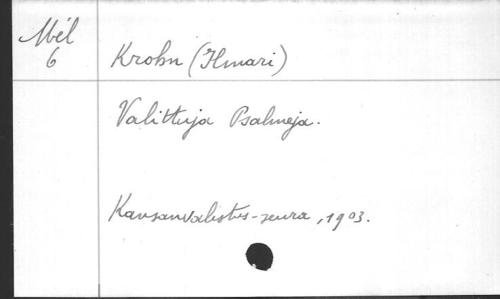 Mél
6
Krohn (Ilmari)
Valittuja Psalmeja.
Kansanvalistus-seura, 1903.